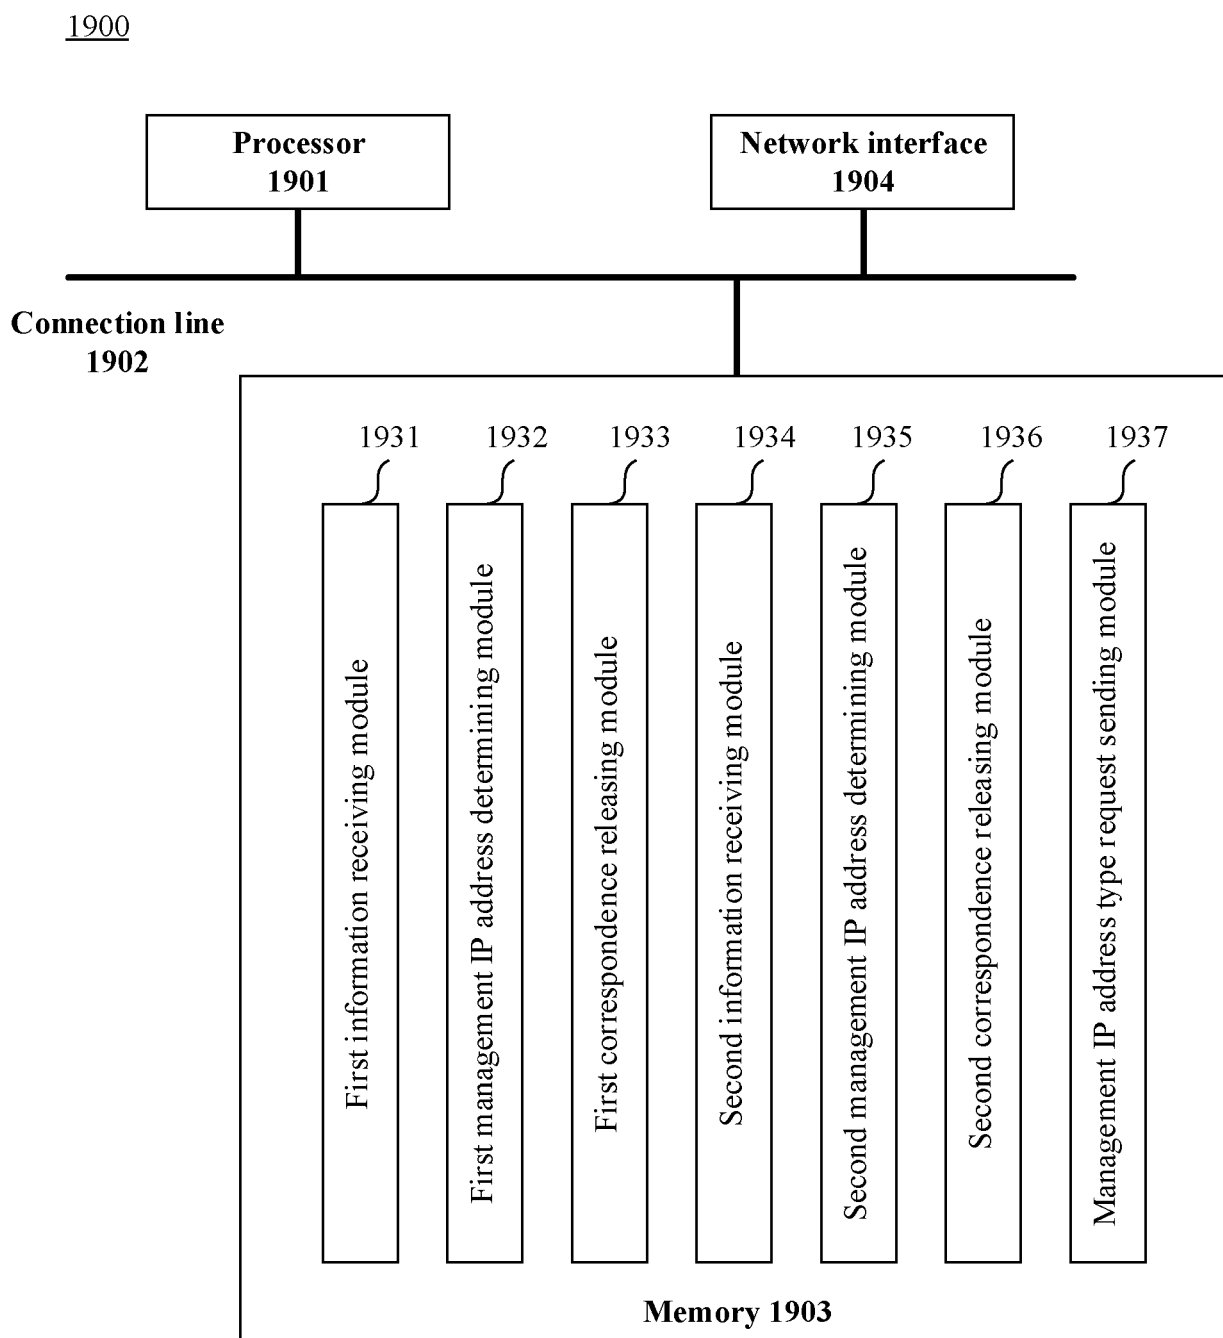 1900
Processor
1901
Network interface
1904
Connection line
1902
1931
1932
1933
1934
1935
1936
1937
First information receiving module
First management IP address determining module
First correspondence releasing module
Second information receiving module
Second management IP address determining module
Second correspondence releasing module
Management IP address type request sending module
Memory 1903